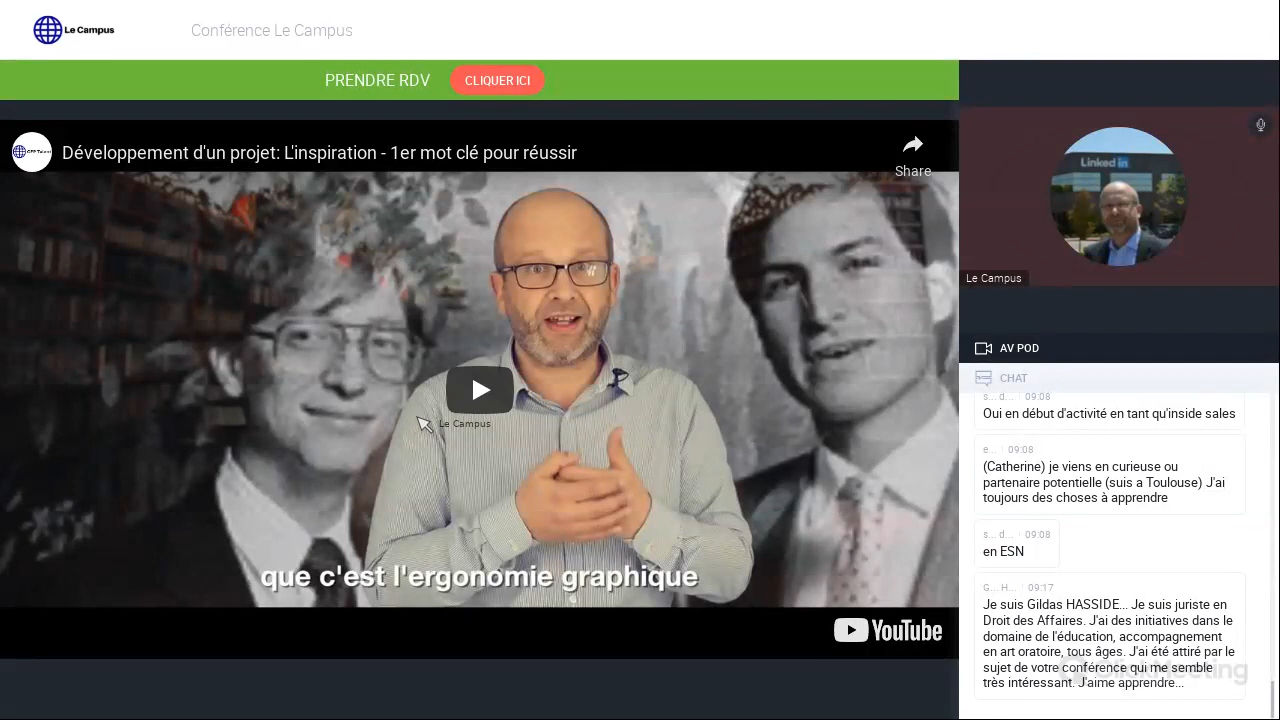 Le Campus
Conférence Le Campus
PRENDRE RDV
CLIQUER ICI
Développement d'un projet: L'inspiration - 1er mot clé pour réussir
Share
Linked in
Le Campus
Le Campus
que c'est l'ergonomie graphique
YouTube
AV POD
CHAT
s... d... 09:08
Oui en début d'activité en tant qu'inside sales
e... 09:08
(Catherine) je viens en curieuse ou
partenaire potentielle (suis a Toulouse) J'ai
toujours des choses à apprendre
s... d... 09:08
en ESN
G... H... 09:17
Je suis Gildas HASSIDE... Je suis juriste en
Droit des Affaires. J'ai des initiatives dans le
domaine de l'éducation, accompagnement
en art oratoire, tous âges. J'ai été attiré par le
sujet de votre conférence qui me semble
très intéressant. J'aime apprendre...
ClickMeeting